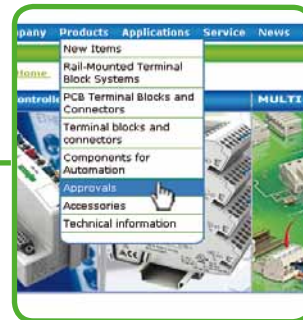 pany Products Applications Service News
New Items
Home
Rail-Mounted Terminal
Block Systems
ontrolle
PCB Terminal Blocks and
Connectors
MULTI
Terminal blocks and
connectors
Components for
Automation
Approvals
Accessories
Technical information